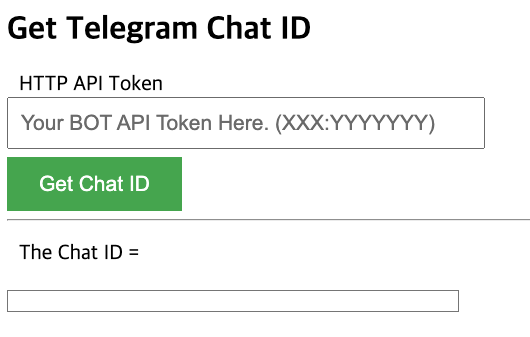 Get Telegram Chat ID
HTTP API Token
Your BOT API Token Here. (XXX:YYYYYYY)
Get Chat ID
The Chat ID =